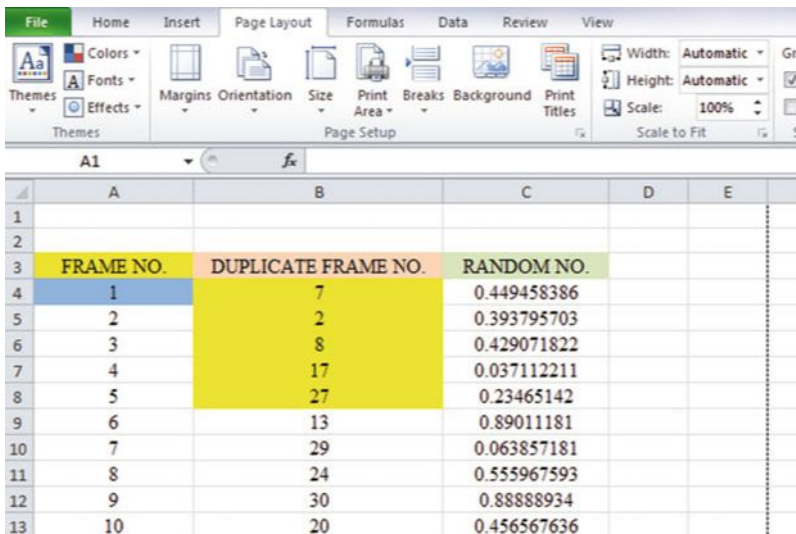 File Home Insert Page Layout Formulas Data Review View
Colors Width: Automatic Gr
Aa A Fonts Height: Automatic
Themes Effects Margins Orientation Size Print Area Breaks Background Print Titles Scale: 100%
Themes Page Setup Scale to Fit
A1 fx
A B C D E
1
2
3 FRAME NO. DUPLICATE FRAME NO. RANDOM NO.
4 1 7 0.449458386
5 2 2 0.393795703
6 3 8 0.429071822
7 4 17 0.037112211
8 5 27 0.23465142
9 6 13 0.89011181
10 7 29 0.063857181
11 8 24 0.555967593
12 9 30 0.88888934
13 10 20 0.456567636